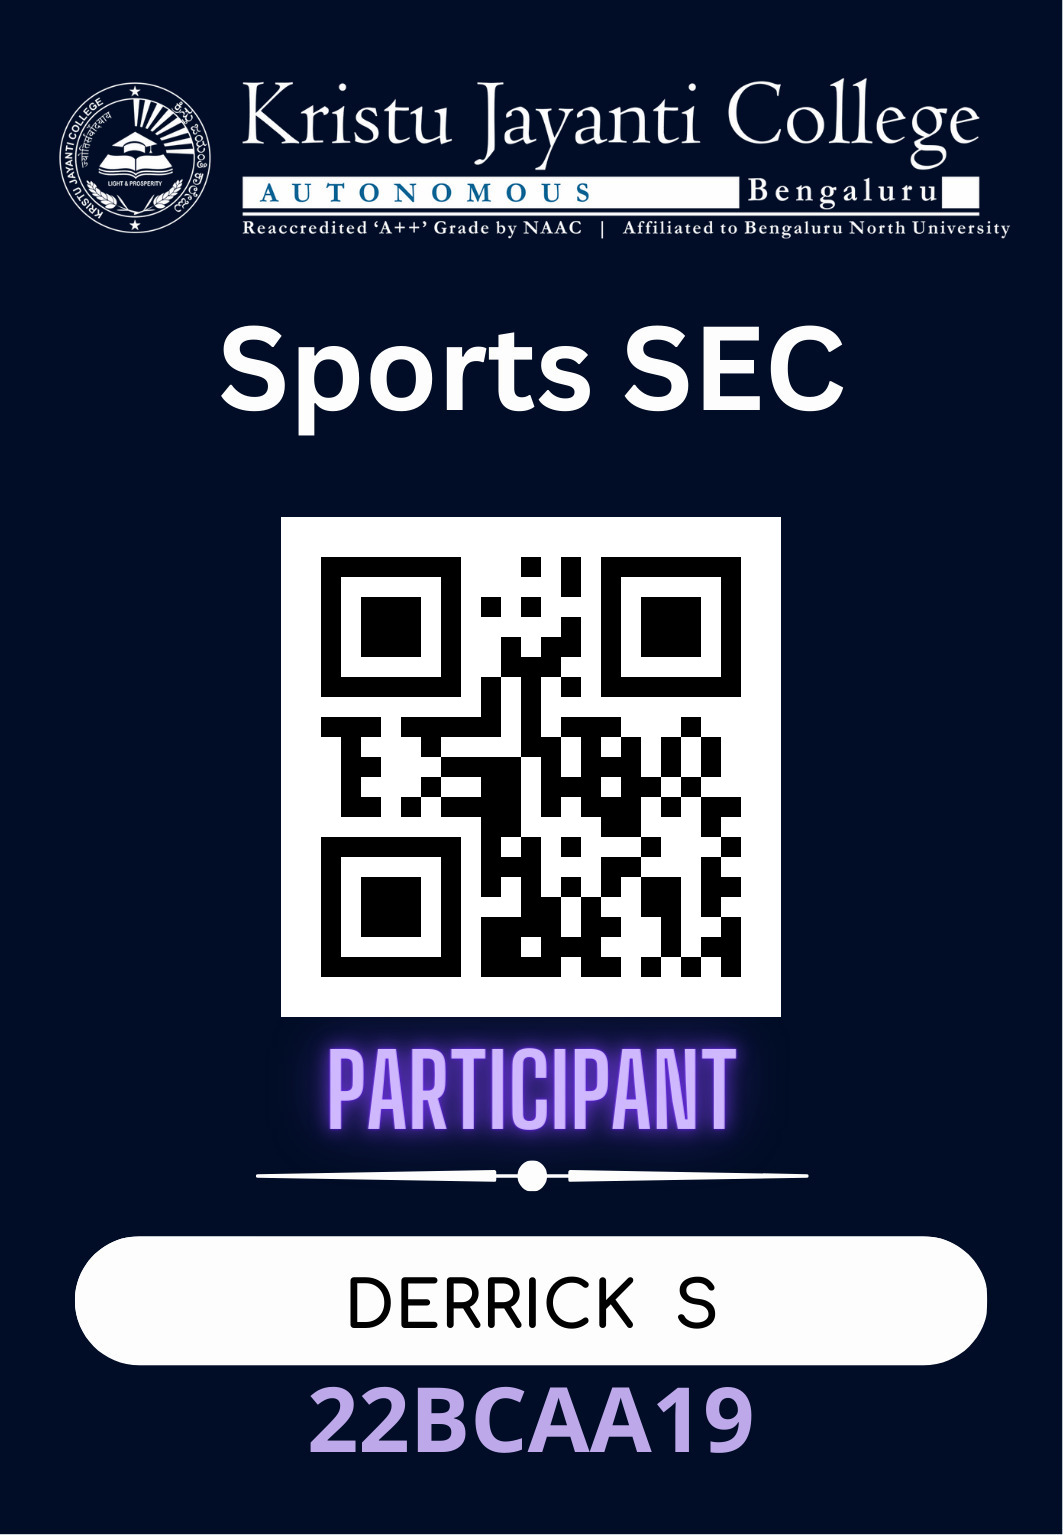 Kristu Jayanti College
AUTONOMOUS Bengaluru
Reaccredited 'A++' Grade by NAAC | Affiliated to Bengaluru North University
KRISTU JAYANTI COLLEGE
LIGHT & PROSPERITY
Sports SEC
PARTICIPANT
DERRICK S
22BCAA19